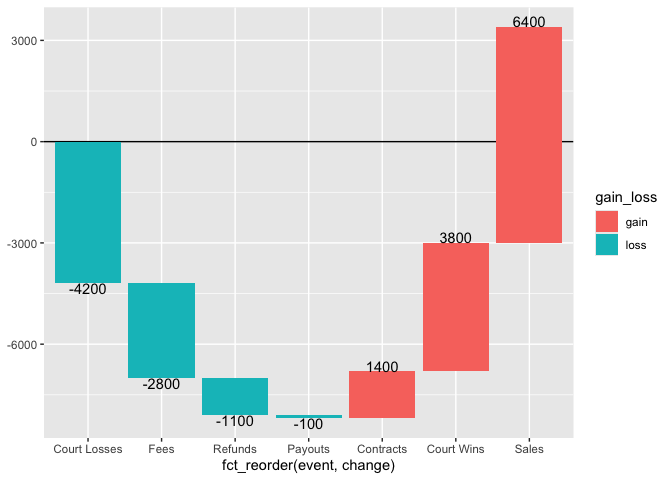 6400
3000
0
gain_loss
gain
3800
-3000
loss
-4200
-6000
1400
-2800
-1100
-100
Court Losses Fees Refunds Payouts Contracts Court Wins Sales
fct_reorder(event, change)